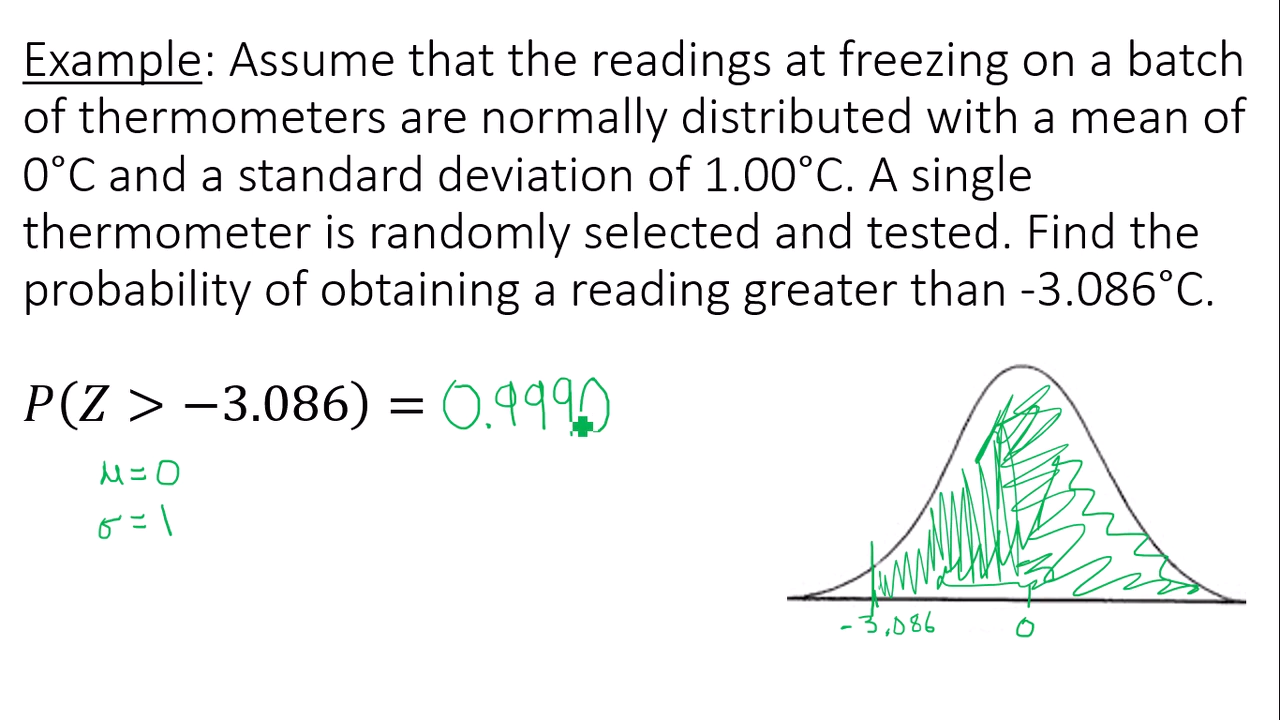 Example: Assume that the readings at freezing on a batch
of thermometers are normally distributed with a mean of
0°C and a standard deviation of 1.00°C. A single
thermometer is randomly selected and tested. Find the
probability of obtaining a reading greater than -3.086°C.
P(Z > −3.086) = 0.9990
μ=0
σ=1
-3.086 0